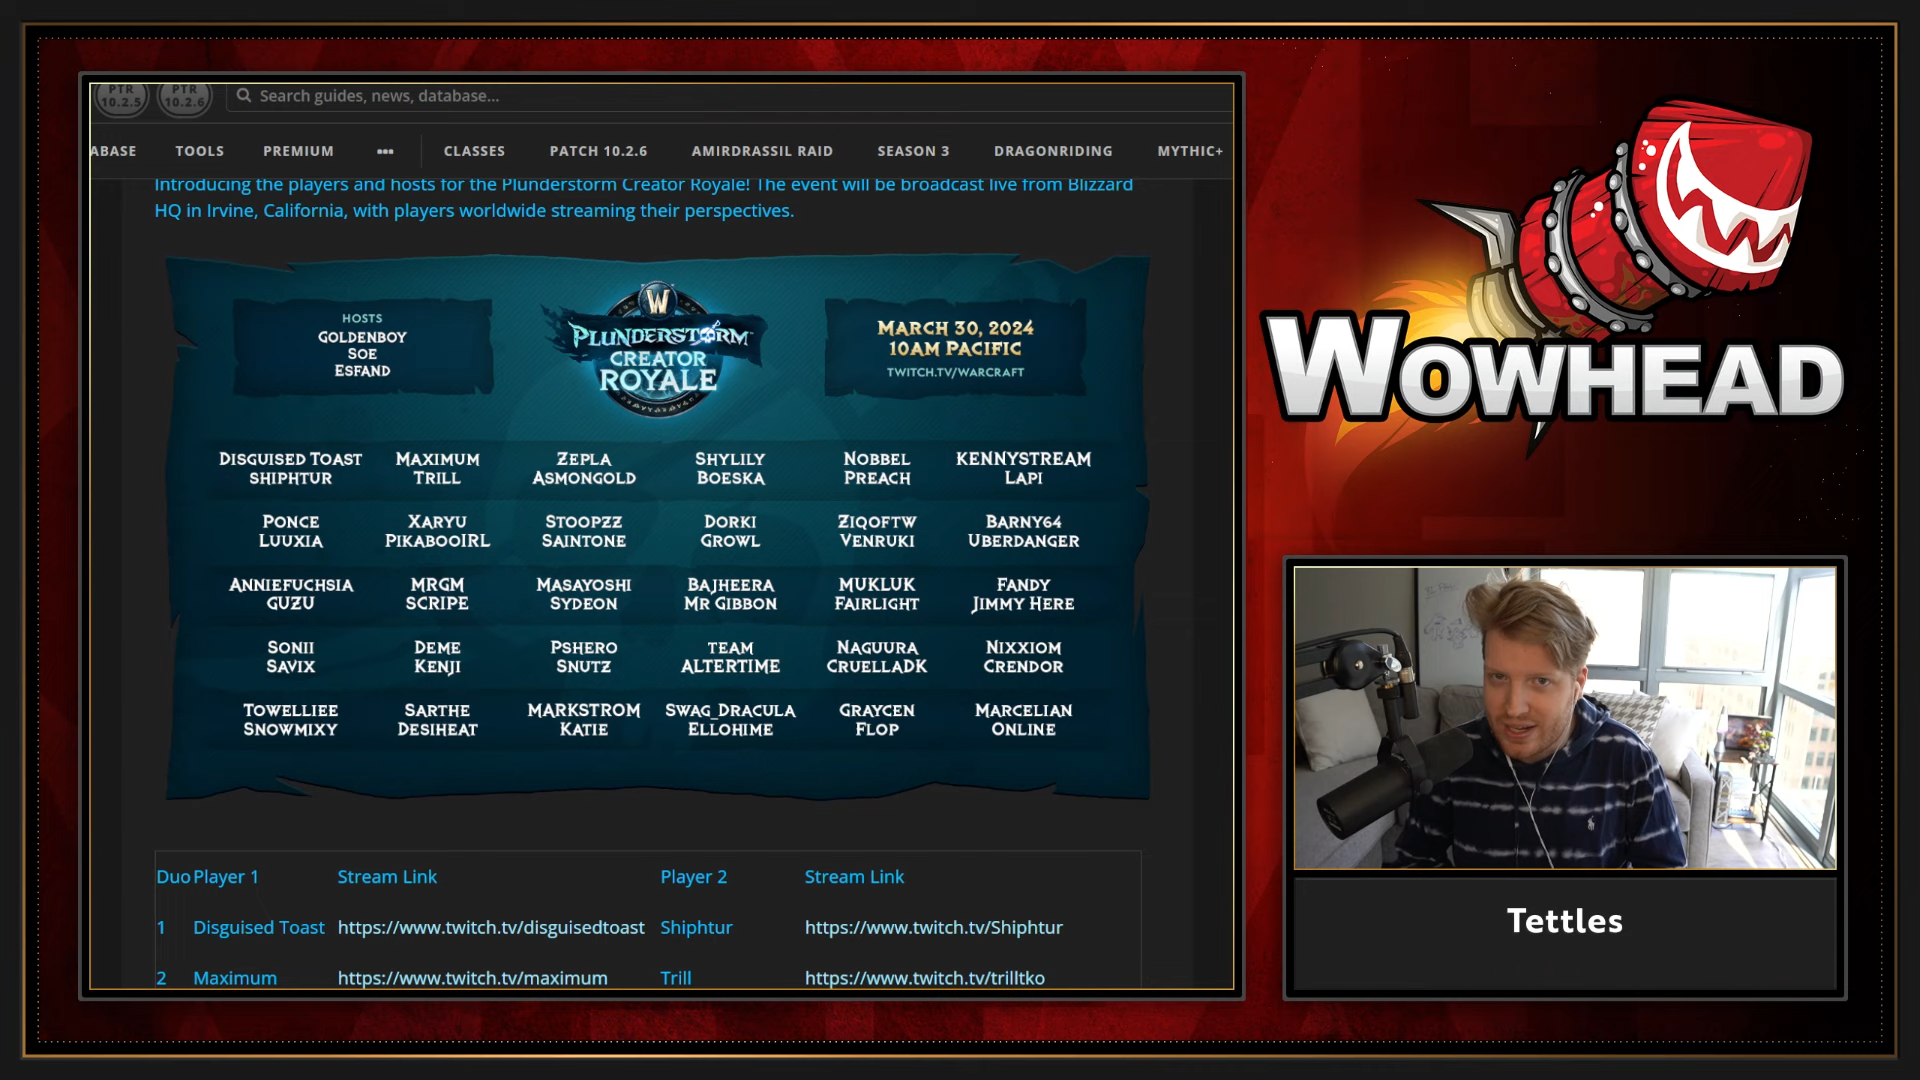 PTR
10.2.5
PTR
10.2.6
Search guides, news, database...
ABASE
TOOLS
PREMIUM
•••
CLASSES
PATCH 10.2.6
AMIRDRASSIL RAID
SEASON 3
DRAGONRIDING
MYTHIC+
Introducing the players and hosts for the Plunderstorm Creator Royale! The event will be broadcast live from Blizzard
HQ in Irvine, California, with players worldwide streaming their perspectives.
HOSTS
GOLDENBOY
SOE
ESFAND
W
PLUNDERSTORM
CREATOR
ROYALE
MARCH 30, 2024
10AM PACIFIC
TWITCH.TV/WARCRAFT
DISGUISED TOAST
SHIPHTUR
MAXIMUM
TRILL
ZEPLA
ASMONGOLD
SHYLILY
BOESKA
NOBBEL
PREACH
KENNYSTREAM
LAPI
PONCE
LUUXIA
XARYU
PIKABOOIRL
STOOPZZ
SAINTONE
DORKI
GROWL
ZIQOFTW
VENRUKI
BARNY64
UBERDANGER
ANNIEFUCHSIA
GUZU
MRGM
SCRIPE
MASAYOSHI
SYDEON
BAJHEERA
MR GIBBON
MUKLUK
FAIRLIGHT
FANDY
JIMMY HERE
SONII
SAVIX
DEME
KENJI
PSHERO
SNUTZ
TEAM
ALTERTIME
NAGUURA
CRUELLADK
NIXXIOM
CRENDOR
TOWELLIEE
SNOWMIXY
SARTHE
DESIHEAT
MARKSTROM
KATIE
SWAG_DRACULA
ELLOHIME
GRAYCEN
FLOP
MARCELIAN
ONLINE
Duo Player 1 Stream Link Player 2 Stream Link
1 Disguised Toast https://www.twitch.tv/disguisedtoast Shiphtur https://www.twitch.tv/Shiphtur
2 Maximum https://www.twitch.tv/maximum Trill https://www.twitch.tv/trilltko
WOWHEAD
Tettles